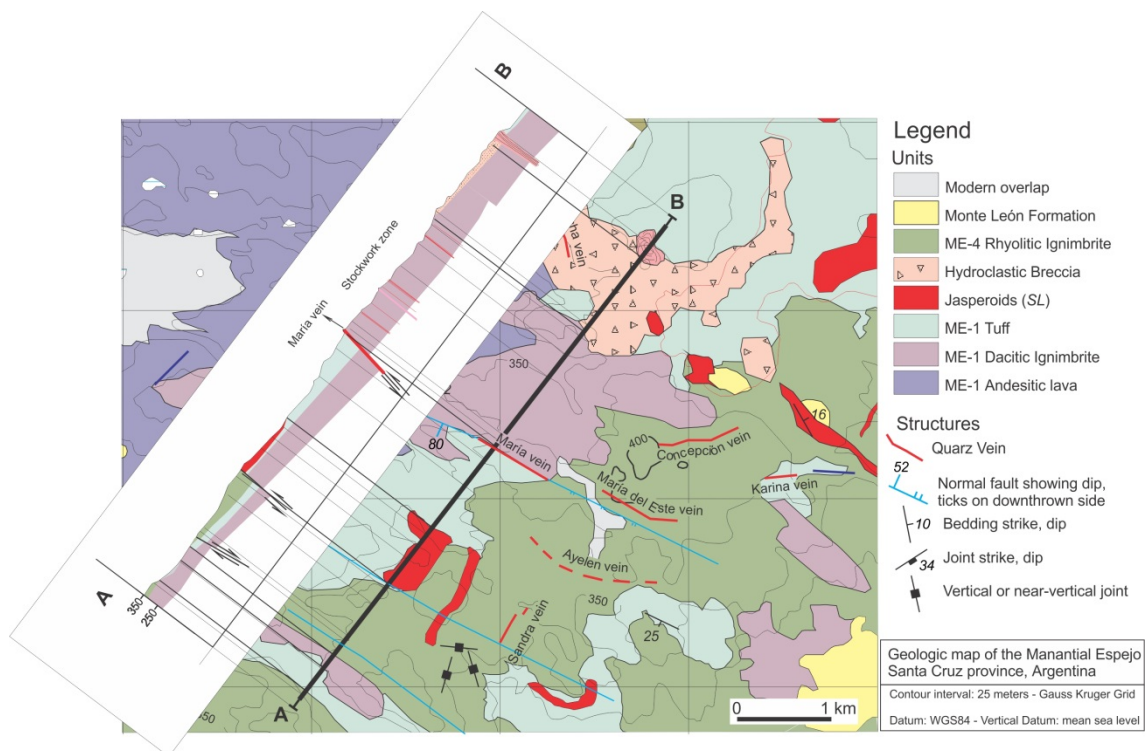 B
Stockwork zone
María vein
A
350
250
B
ha vein
350
80
María vein
400
Concepción vein
María del Este vein
Karina vein
16
Ayelen vein
350
Sandra vein
25
A
0
1 km
Legend
Units
Modern overlap
Monte León Formation
ME-4 Rhyolitic Ignimbrite
Hydroclastic Breccia
Jasperoids (SL)
ME-1 Tuff
ME-1 Dacitic Ignimbrite
ME-1 Andesitic lava
Structures
Quarz Vein
52
Normal fault showing dip,
ticks on downthrown side
10
Bedding strike, dip
34
Joint strike, dip
Vertical or near-vertical joint
Geologic map of the Manantial Espejo
Santa Cruz province, Argentina
Contour interval: 25 meters - Gauss Kruger Grid
Datum: WGS84 - Vertical Datum: mean sea level